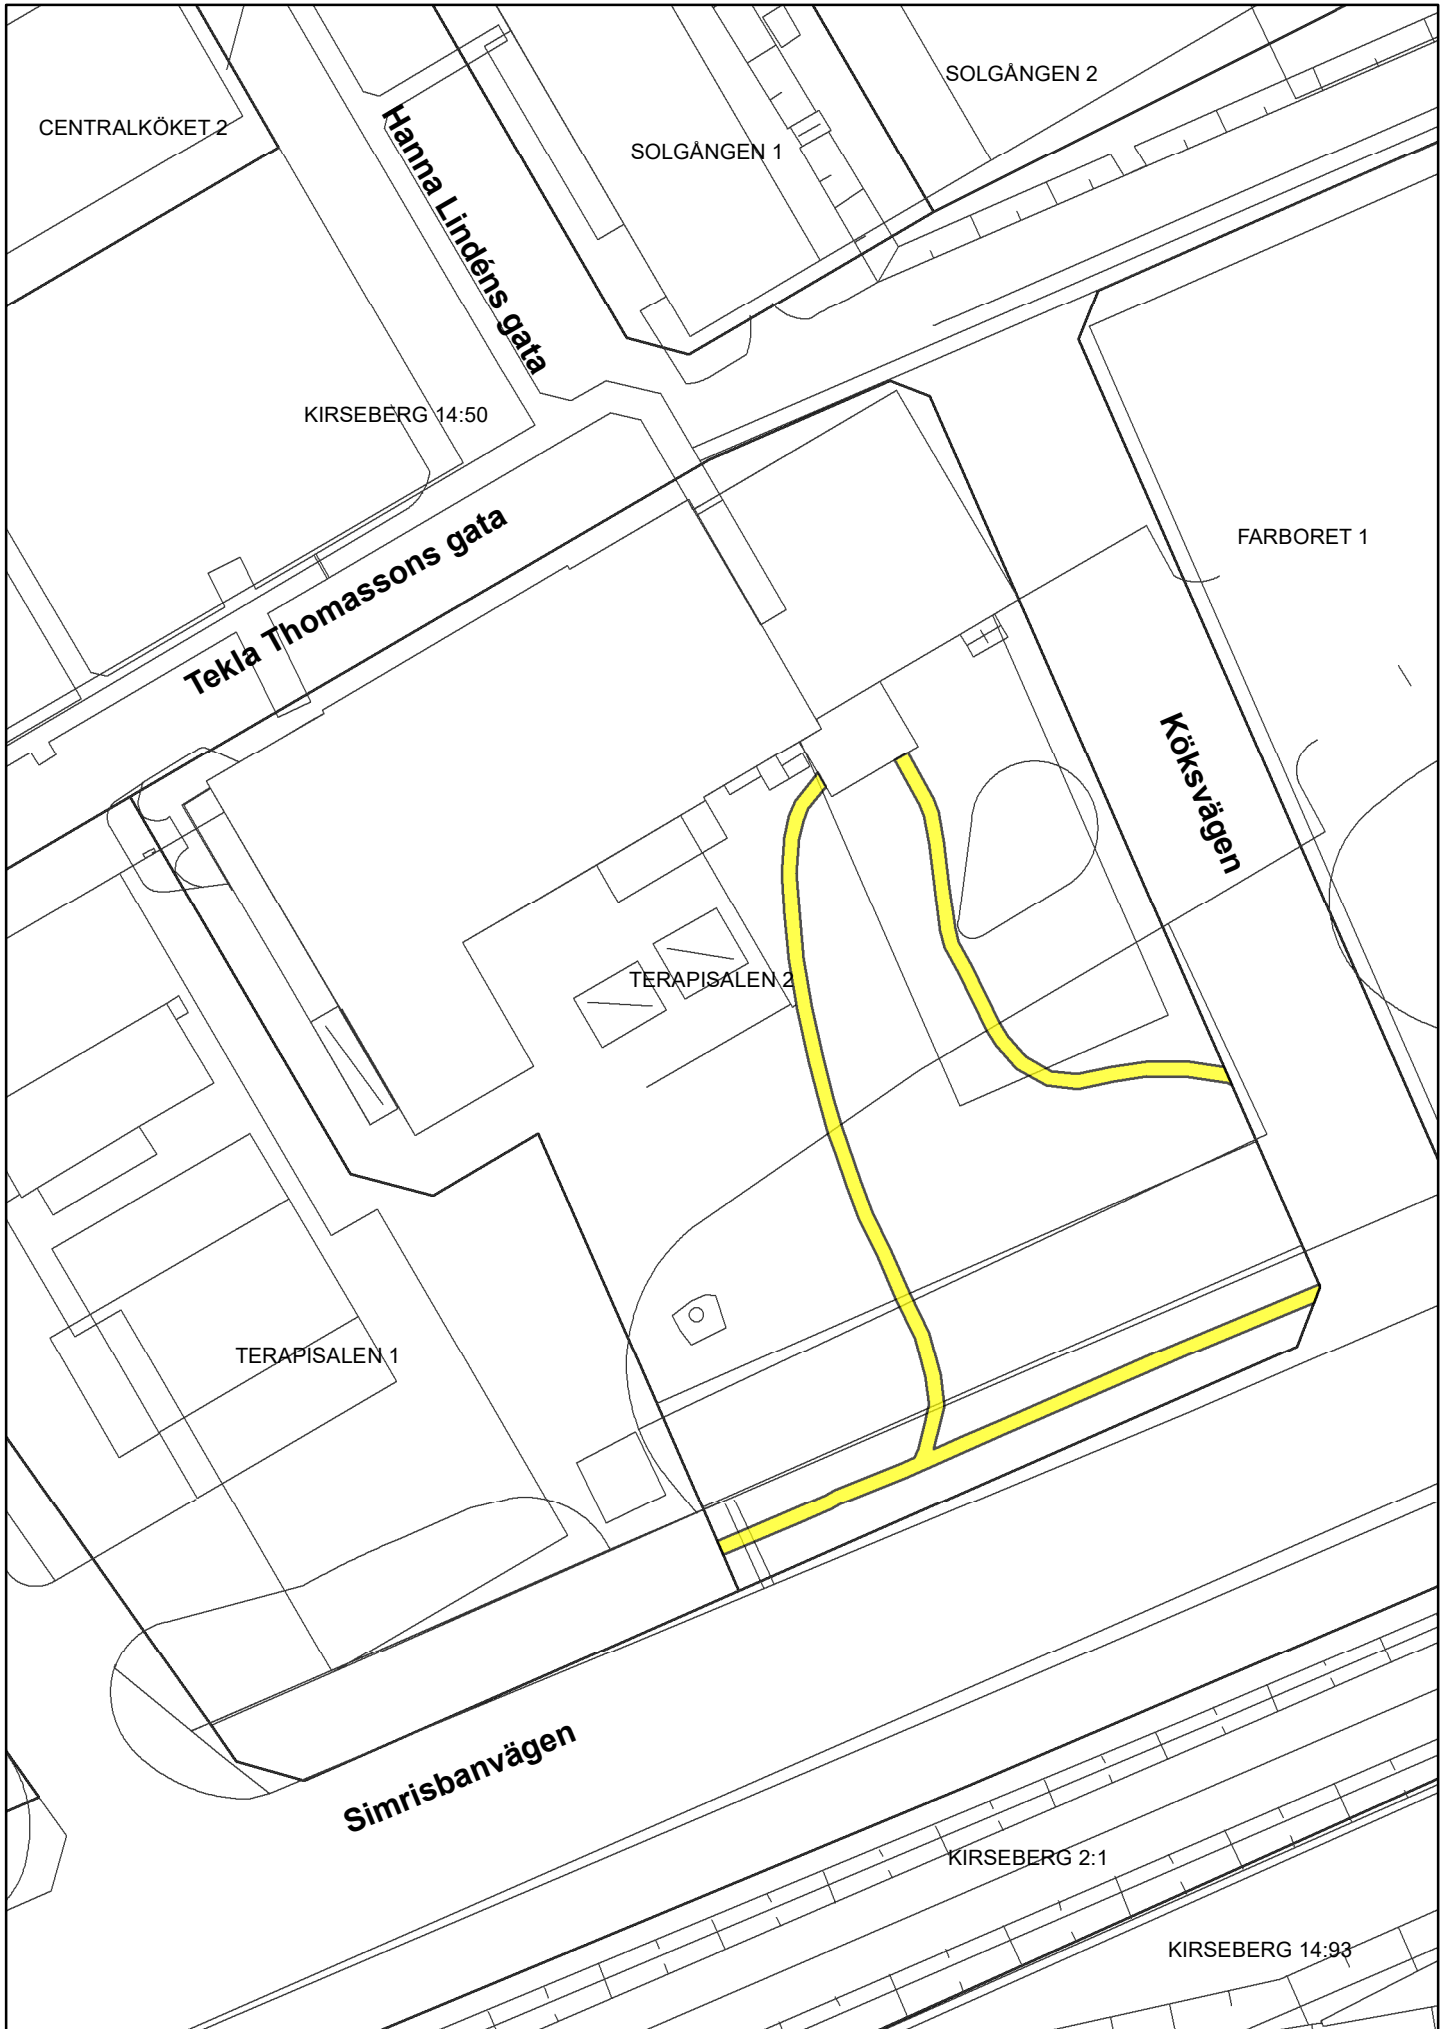 SOLGÅNGEN 2
CENTRALKÖKET 2
SOLGÅNGEN 1
Hanna Lindéns gata
KIRSEBERG 14:50
FARBORET 1
Tekla Thomassons gata
Köksvägen
TERAPISALEN 2
TERAPISALEN 1
Simrisbanvägen
KIRSEBERG 2:1
KIRSEBERG 14:93